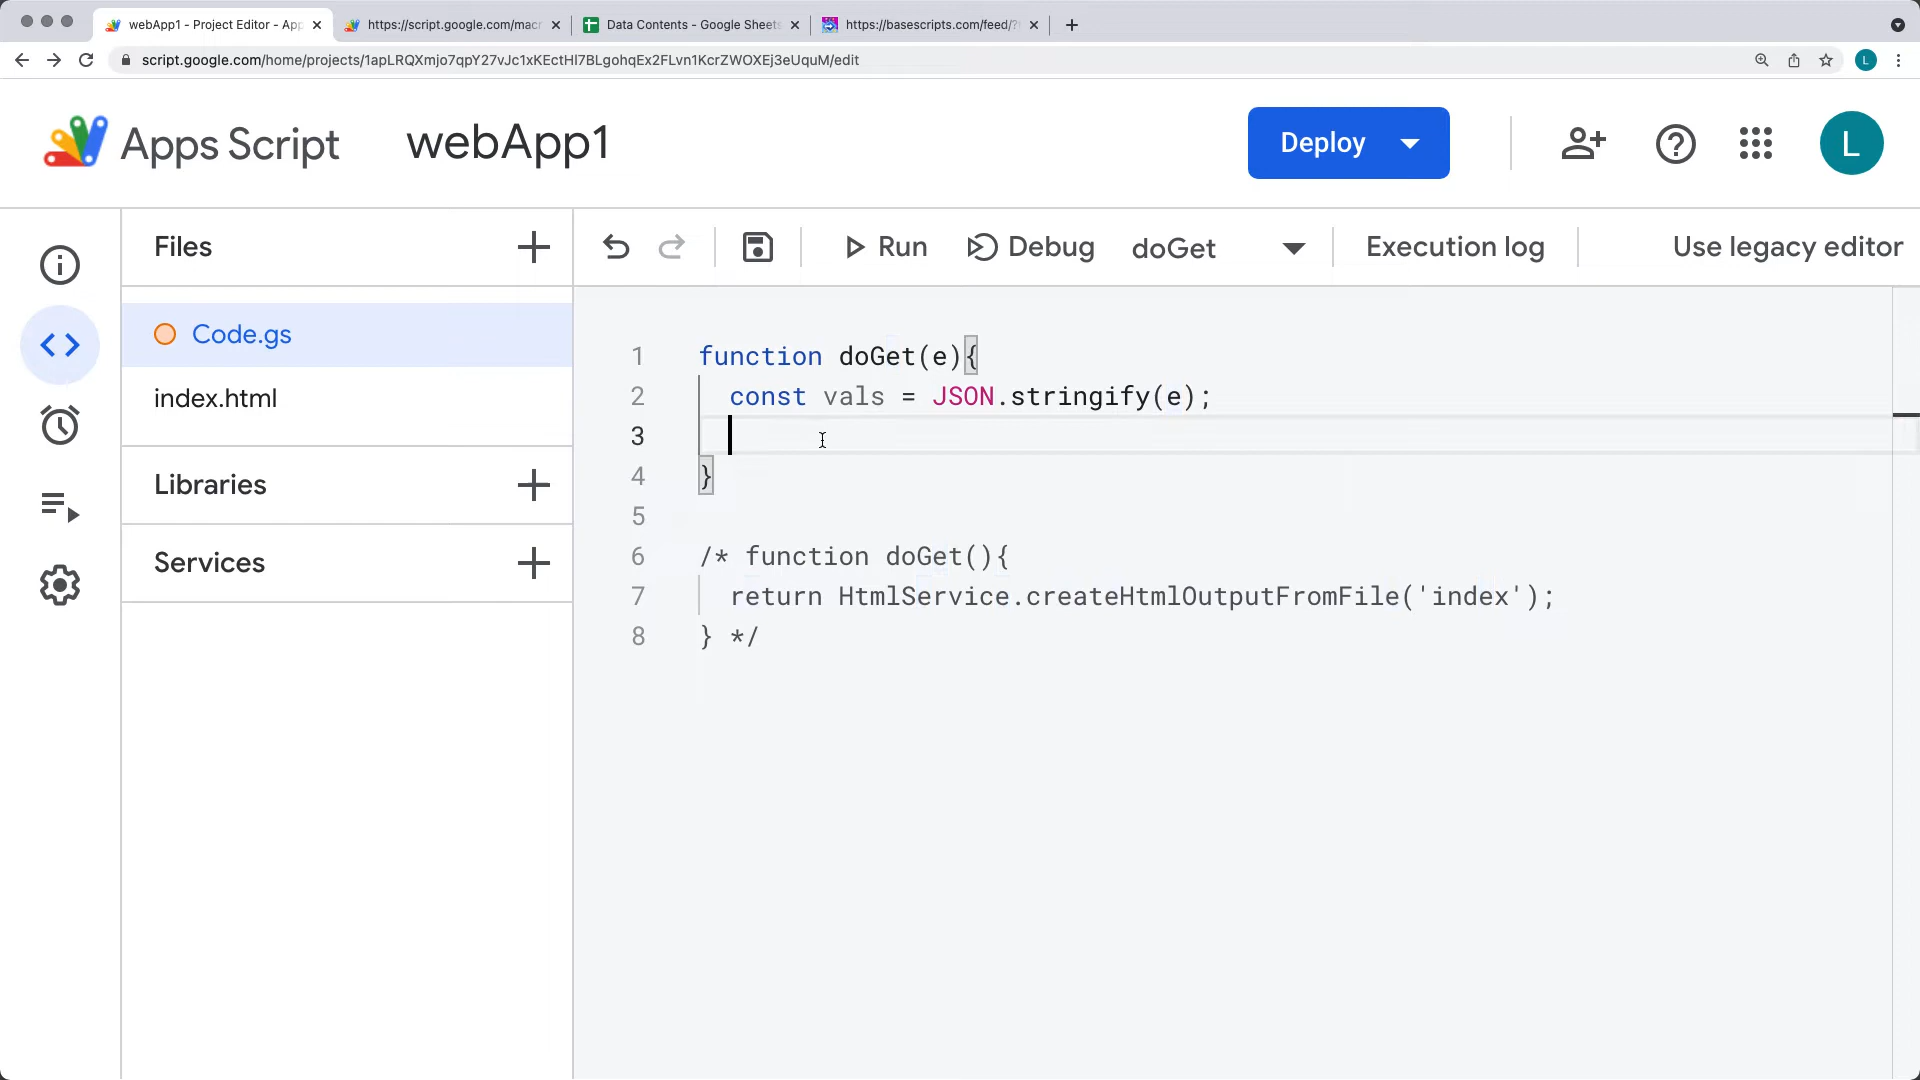 webApp1 - Project Editor - App
https://script.google.com/macr
Data Contents - Google Sheets
https://basescripts.com/feed/?
script.google.com/home/projects/1apLRQXmjo7qpY27vJc1xKEctHl7BLgohqEx2FLvn1KcrZWOXEj3eUquM/edit
L
Apps Script
webApp1
Deploy
L
Files
Run
Debug
doGet
Execution log
Use legacy editor
Code.gs
index.html
Libraries
Services
1 function doGet(e){
2 const vals = JSON.stringify(e);
3
4 }
5
6 /* function doGet(){
7 return HtmlService.createHtmlOutputFromFile('index');
8 } */